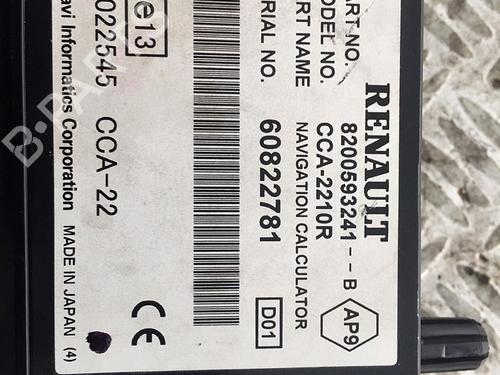 RENAULT
ART NO. 8200593241--B
ODEL NO. CCA-2210R
ART NAME NAVIGATION CALCULATOR
AP9
ERIAL NO. 60822781
D01
e13
022545 CCA-22
avi Informatics Corporation MADE IN JAPAN (4)
CE
B-PARTS